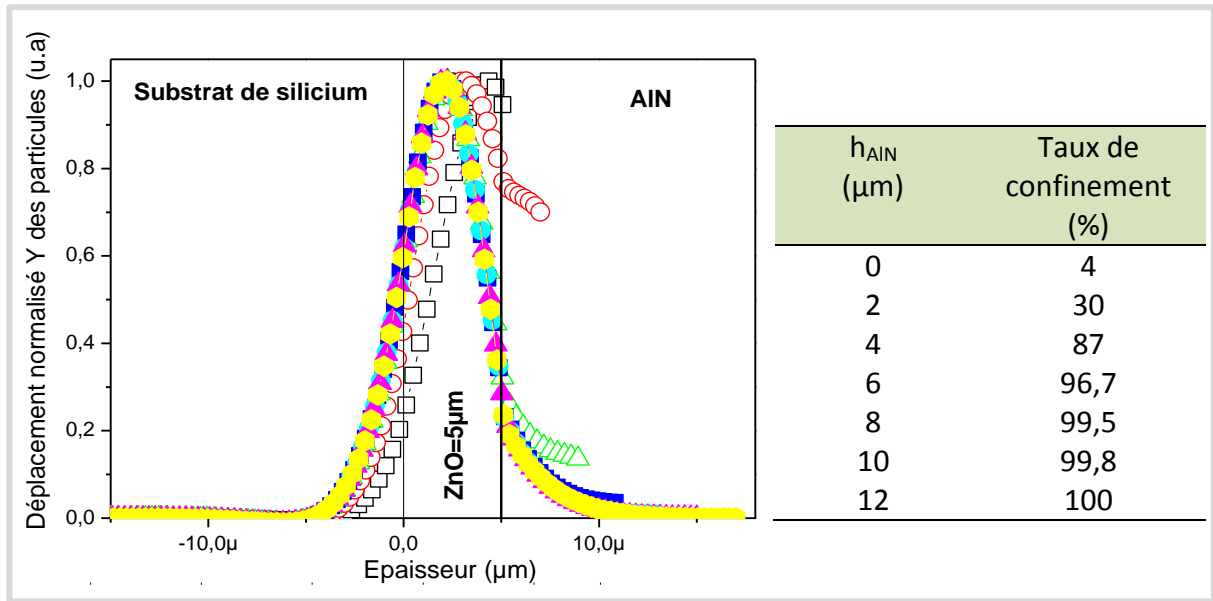 Déplacement normalisé Y des particules (u.a)
1,0
0,8
0,6
0,4
0,2
0,0
Substrat de silicium
AlN
ZnO=5µm
-10,0µ
0,0
10,0µ
Epaisseur (µm)
hAlN
(µm)
Taux de
confinement
(%)
0 4
2 30
4 87
6 96,7
8 99,5
10 99,8
12 100